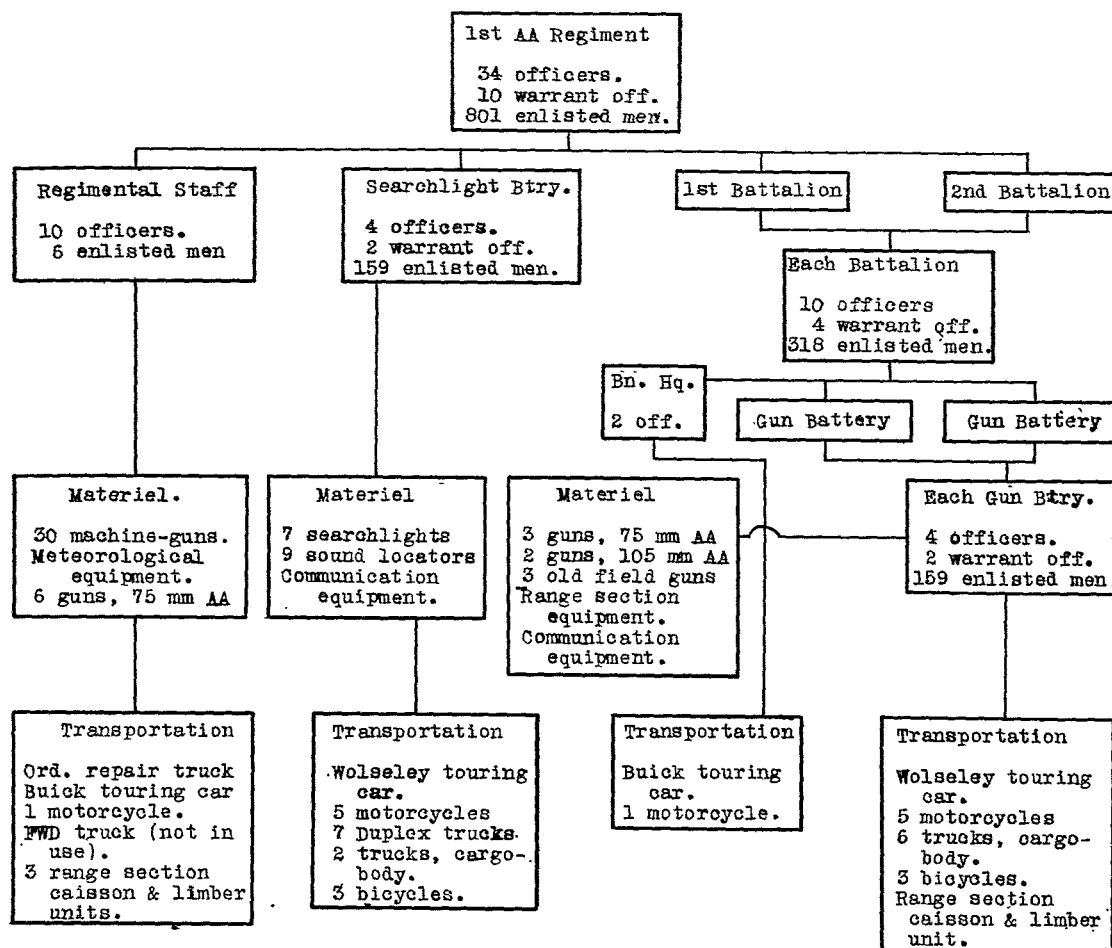 1st AA Regiment
34 officers.
10 warrant off.
801 enlisted men.
Regimental Staff
10 officers.
6 enlisted men
Searchlight Btry.
4 officers.
2 warrant off.
159 enlisted men.
1st Battalion
2nd Battalion
Each Battalion
10 officers
4 warrant off.
318 enlisted men.
Bn. Hq.
2 off.
Gun Battery
Gun Battery
Materiel.
30 machine-guns.
Meteorological
equipment.
6 guns, 75 mm AA
Materiel
7 searchlights
9 sound locators
Communication
equipment.
Materiel
3 guns, 75 mm AA
2 guns, 105 mm AA
3 old field guns
Range section
equipment.
Communication
equipment.
Each Gun Btry.
4 officers.
2 warrant off.
159 enlisted men
Transportation
Ord. repair truck
Buick touring car
1 motorcycle.
FWD truck (not in
use).
3 range section
caisson & limber
units.
Transportation
Wolseley touring
car.
5 motorcycles
7 Duplex trucks
2 trucks, cargo-
body.
3 bicycles.
Transportation
Buick touring
car.
1 motorcycle.
Transportation
Wolseley touring
car.
5 motorcycles
6 trucks, cargo-
body.
3 bicycles.
Range section
caisson & limber
unit.